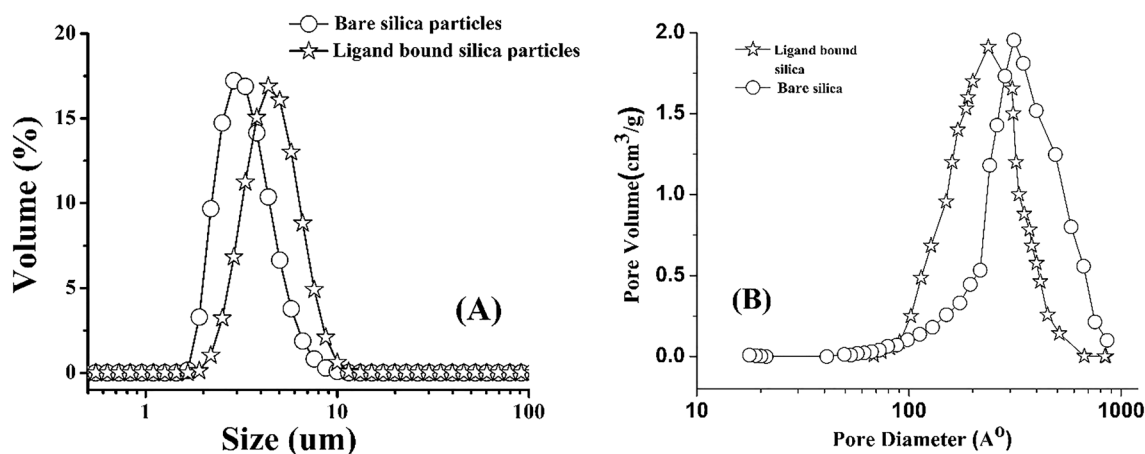 Bare silica particles
Ligand bound silica particles
20
15
10
5
0
Volume (%)
(A)
1
10
100
Size (um)
Ligand bound
silica
Bare silica
2.0
1.5
1.0
0.5
0.0
Pore Volume(cm³/g)
(B)
10
100
1000
Pore Diameter (A⁰)